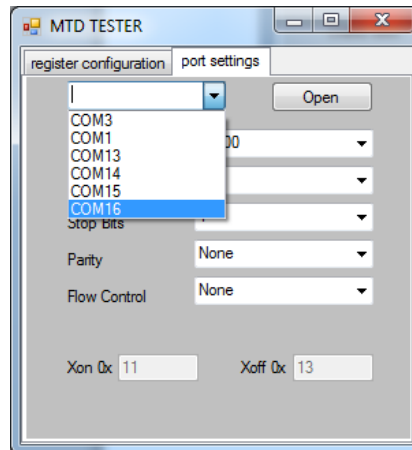 MTD TESTER
register configuration port settings
Open
COM3
COM1
COM13
COM14
COM15
COM16
00
Stop Bits
Parity None
Flow Control None
Xon 0x 11 Xoff 0x 13